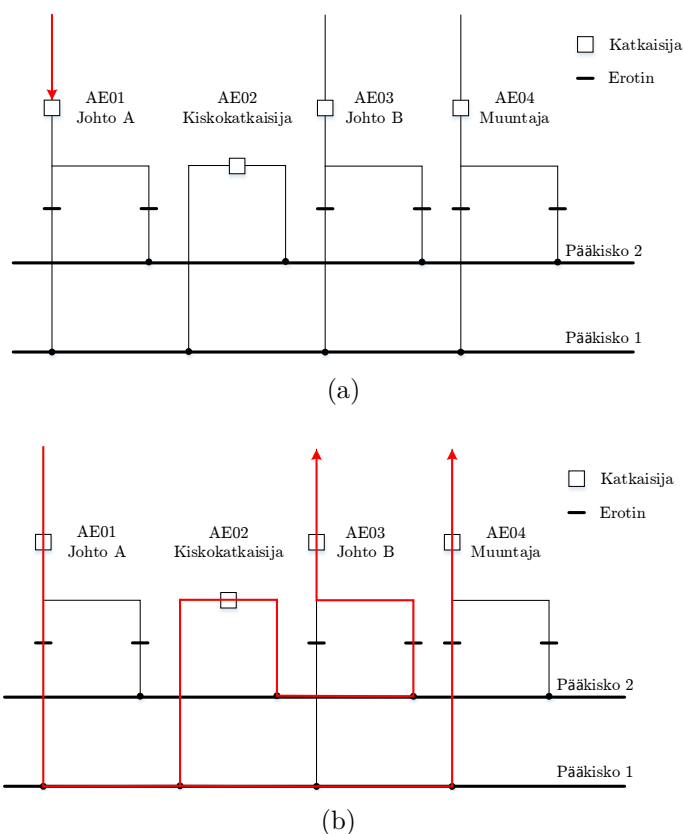 Katkaisija
Erotin
AE01
Johto A
AE02
Kiskokatkaisija
AE03
Johto B
AE04
Muuntaja
Pääkisko 2
Pääkisko 1
(a)
Katkaisija
Erotin
AE01
Johto A
AE02
Kiskokatkaisija
AE03
Johto B
AE04
Muuntaja
Pääkisko 2
Pääkisko 1
(b)